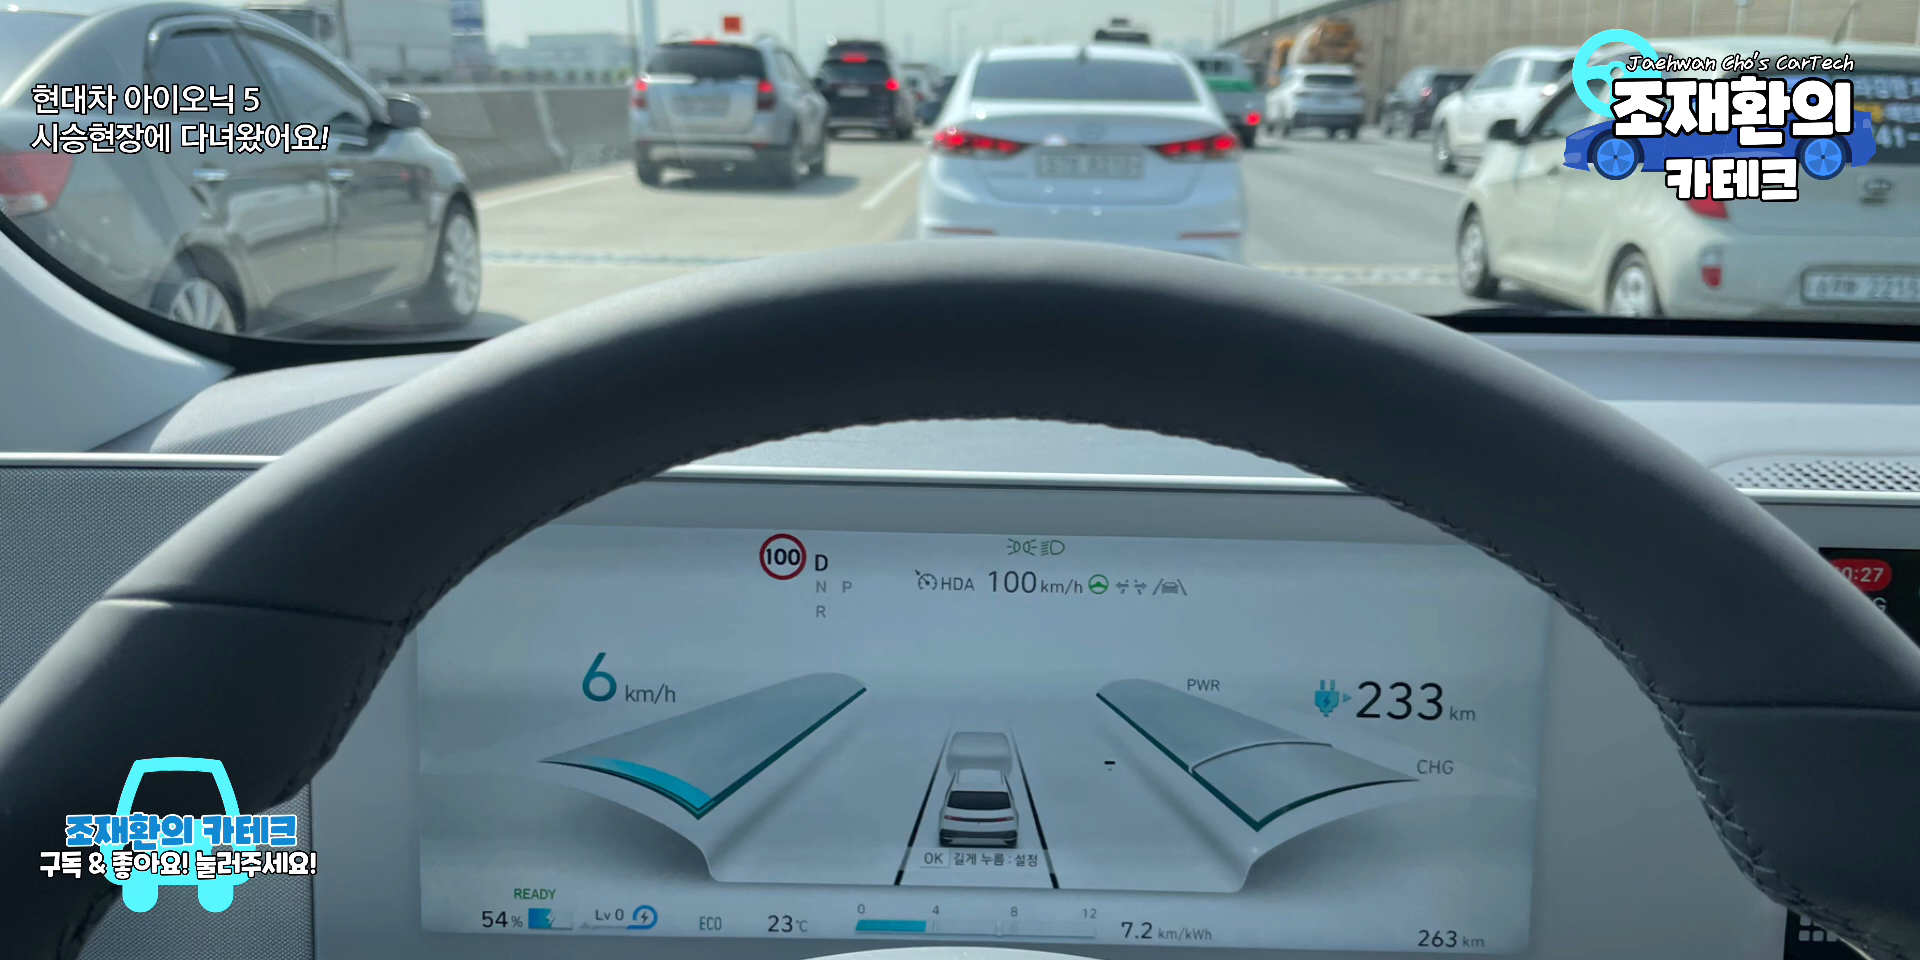 현대차 아이오닉 5
시승현장에 다녀왔어요!
Jaehwan Cho's CarTech
조재환의
카테크
100
D
N P
R
HDA 100 km/h
6 km/h
PWR
233 km
CHG
OK 길게 누름 : 설정
READY
54 %
Lv 0
ECO
23 ℃
0 4 8 12
7.2 km/kWh
263 km
0:27
조재환의 카테크
구독 & 좋아요! 눌러주세요!